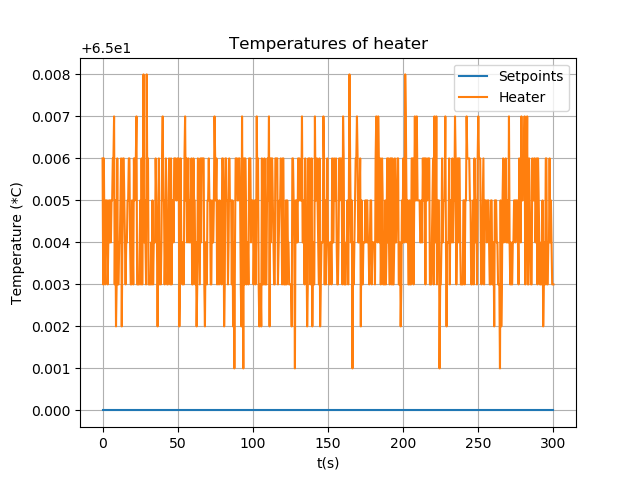 Temperatures of heater
+6.5e1
Setpoints
Heater
0.008
0.007
0.006
0.005
0.004
0.003
0.002
0.001
0.000
Temperature (*C)
0 50 100 150 200 250 300
t(s)